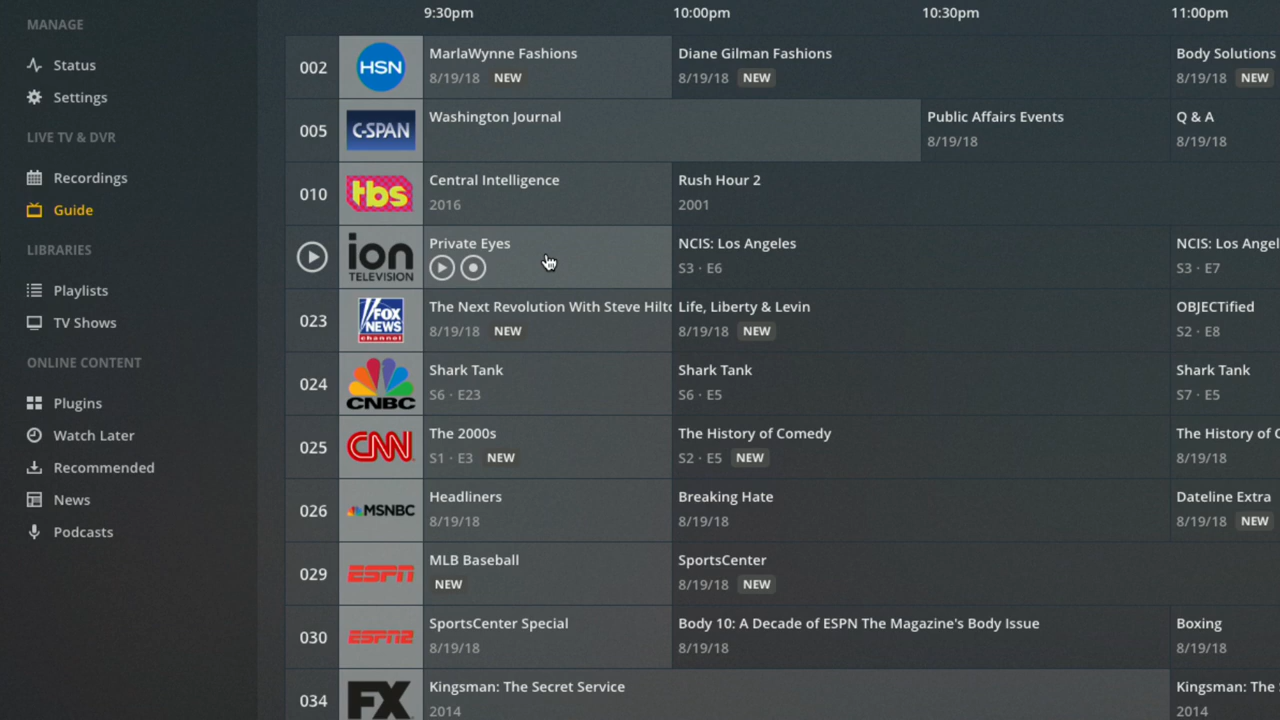 MANAGE
Status
Settings
LIVE TV & DVR
Recordings
Guide
LIBRARIES
Playlists
TV Shows
ONLINE CONTENT
Plugins
Watch Later
Recommended
News
Podcasts
9:30pm 10:00pm 10:30pm 11:00pm
002 HSN MarlaWynne Fashions Diane Gilman Fashions Body Solutions
8/19/18 NEW 8/19/18 NEW 8/19/18 NEW
005 C-SPAN Washington Journal Public Affairs Events Q & A
8/19/18 8/19/18
010 tbs Central Intelligence Rush Hour 2
2016 2001
ion TELEVISION Private Eyes NCIS: Los Angeles NCIS: Los Angel
S3 · E6 S3 · E7
023 FOX NEWS channel The Next Revolution With Steve Hilto Life, Liberty & Levin OBJECTified
8/19/18 NEW 8/19/18 NEW S2 · E8
024 CNBC Shark Tank Shark Tank Shark Tank
S6 · E23 S6 · E5 S7 · E5
025 CNN The 2000s The History of Comedy The History of C
S1 · E3 NEW S2 · E5 NEW 8/19/18
026 MSNBC Headliners Breaking Hate Dateline Extra
8/19/18 8/19/18 8/19/18 NEW
029 ESPN MLB Baseball SportsCenter
NEW 8/19/18 NEW
030 ESPN2 SportsCenter Special Body 10: A Decade of ESPN The Magazine's Body Issue Boxing
8/19/18 8/19/18 8/19/18
034 FX Kingsman: The Secret Service Kingsman: The
2014 2014